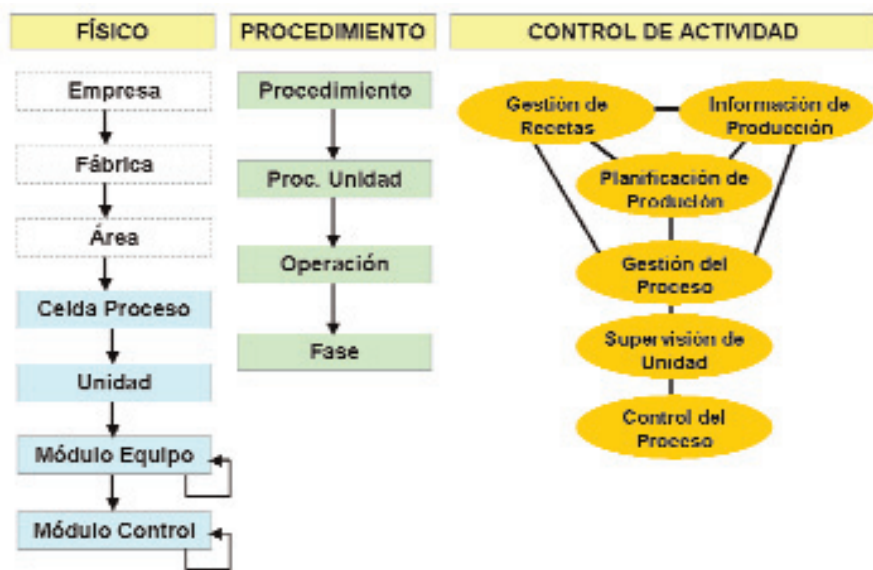 FÍSICO
PROCEDIMIENTO
CONTROL DE ACTIVIDAD
Empresa
Fábrica
Área
Celda Proceso
Unidad
Módulo Equipo
Módulo Control
Procedimiento
Proc. Unidad
Operación
Fase
Gestión de
Recetas
Información de
Producción
Planificación de
Produción
Gestión del
Proceso
Supervisión de
Unidad
Control del
Proceso